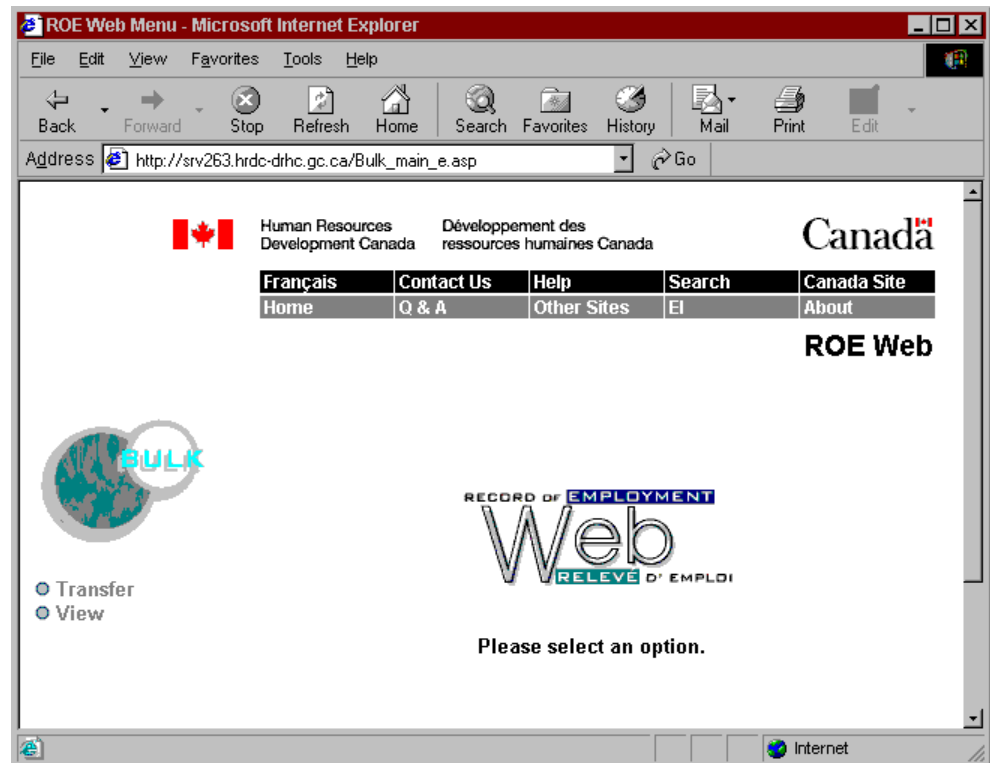 ROE Web Menu - Microsoft Internet Explorer
File Edit View Favorites Tools Help
Back Forward Stop Refresh Home Search Favorites History Mail Print Edit
Address http://srv263.hrdc-drhc.gc.ca/Bulk_main_e.asp Go
Human Resources Développement des
Development Canada ressources humaines Canada
Canada
Français Contact Us Help Search Canada Site
Home Q & A Other Sites EI About
ROE Web
BULK
RECORD OF EMPLOYMENT
Web
RELEVÉ D' EMPLOI
Transfer
View
Please select an option.
Internet